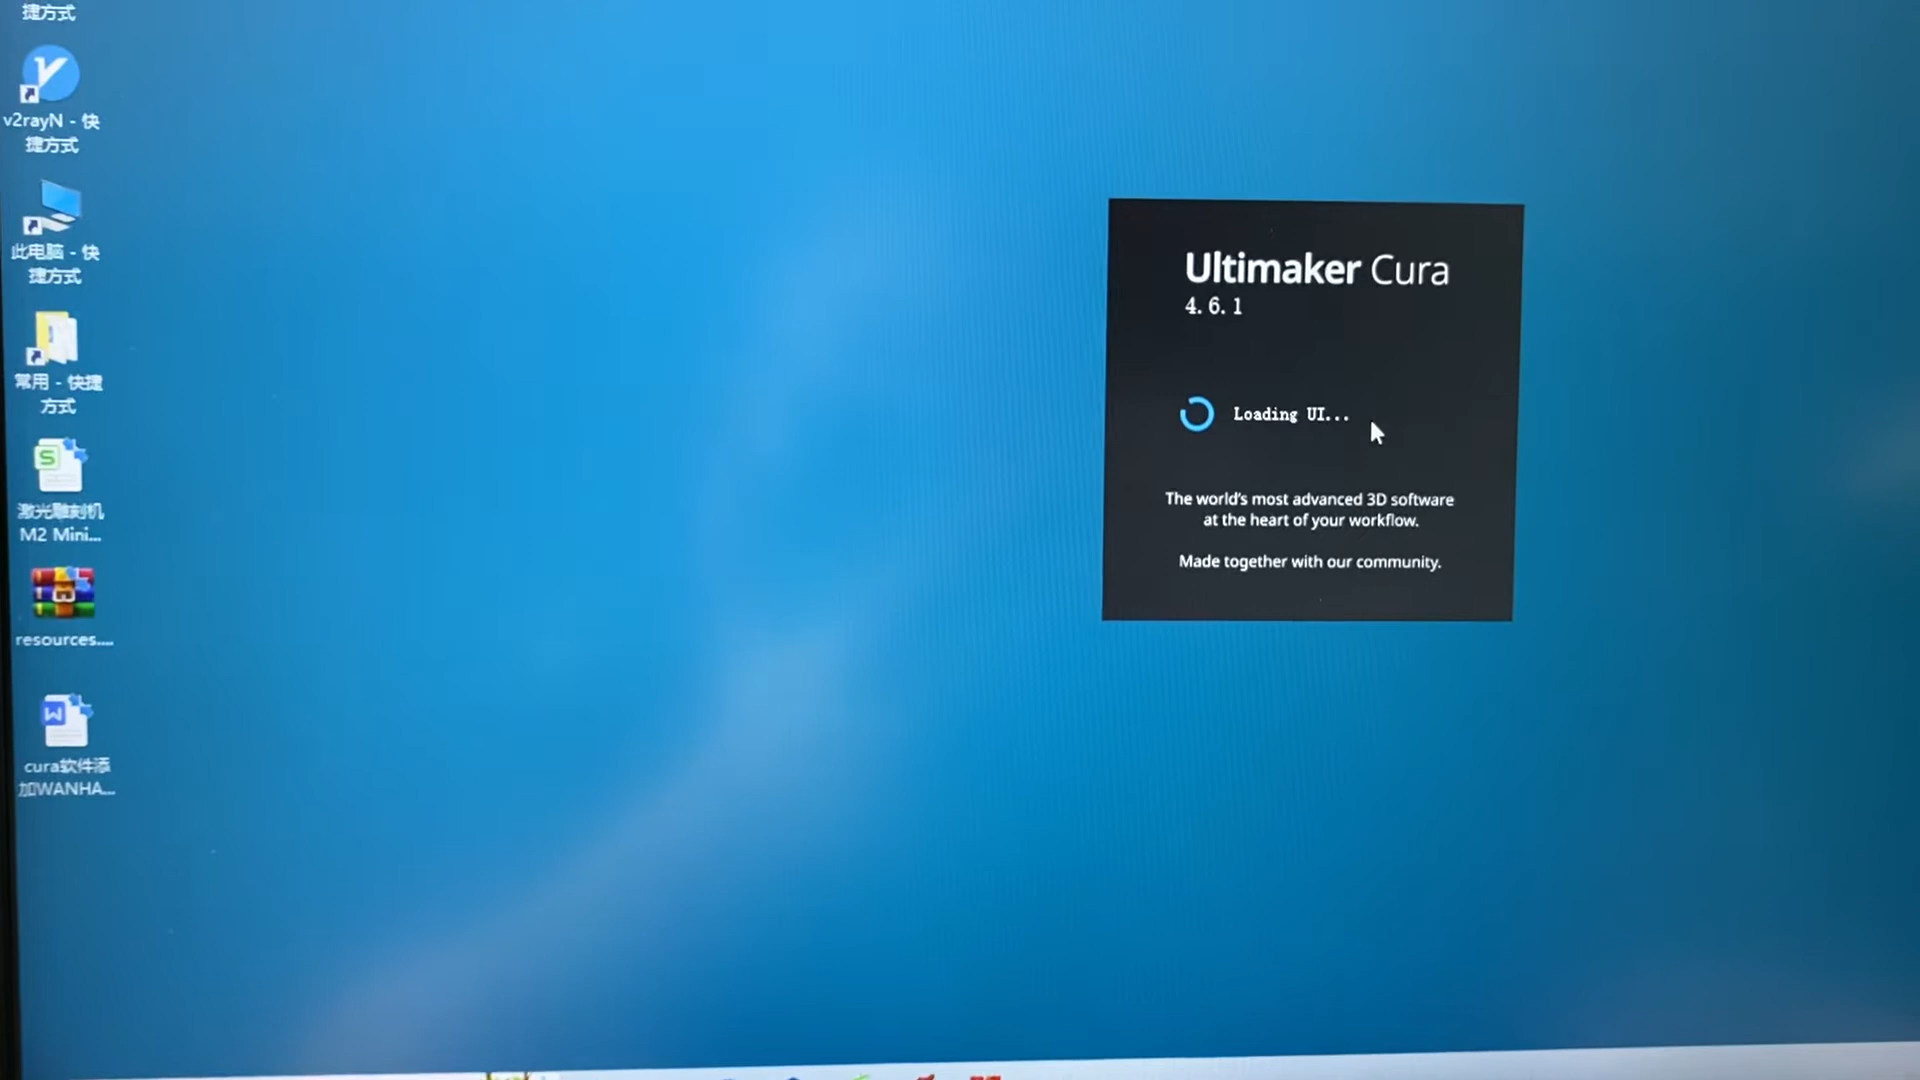 捷方式
v2rayN - 快
捷方式
此电脑 - 快
捷方式
常用 - 快捷
方式
激光雕刻机
M2 Mini...
resources....
cura软件添
加WANHA...
Ultimaker Cura
4.6.1
Loading UI...
The world's most advanced 3D software
at the heart of your workflow.
Made together with our community.